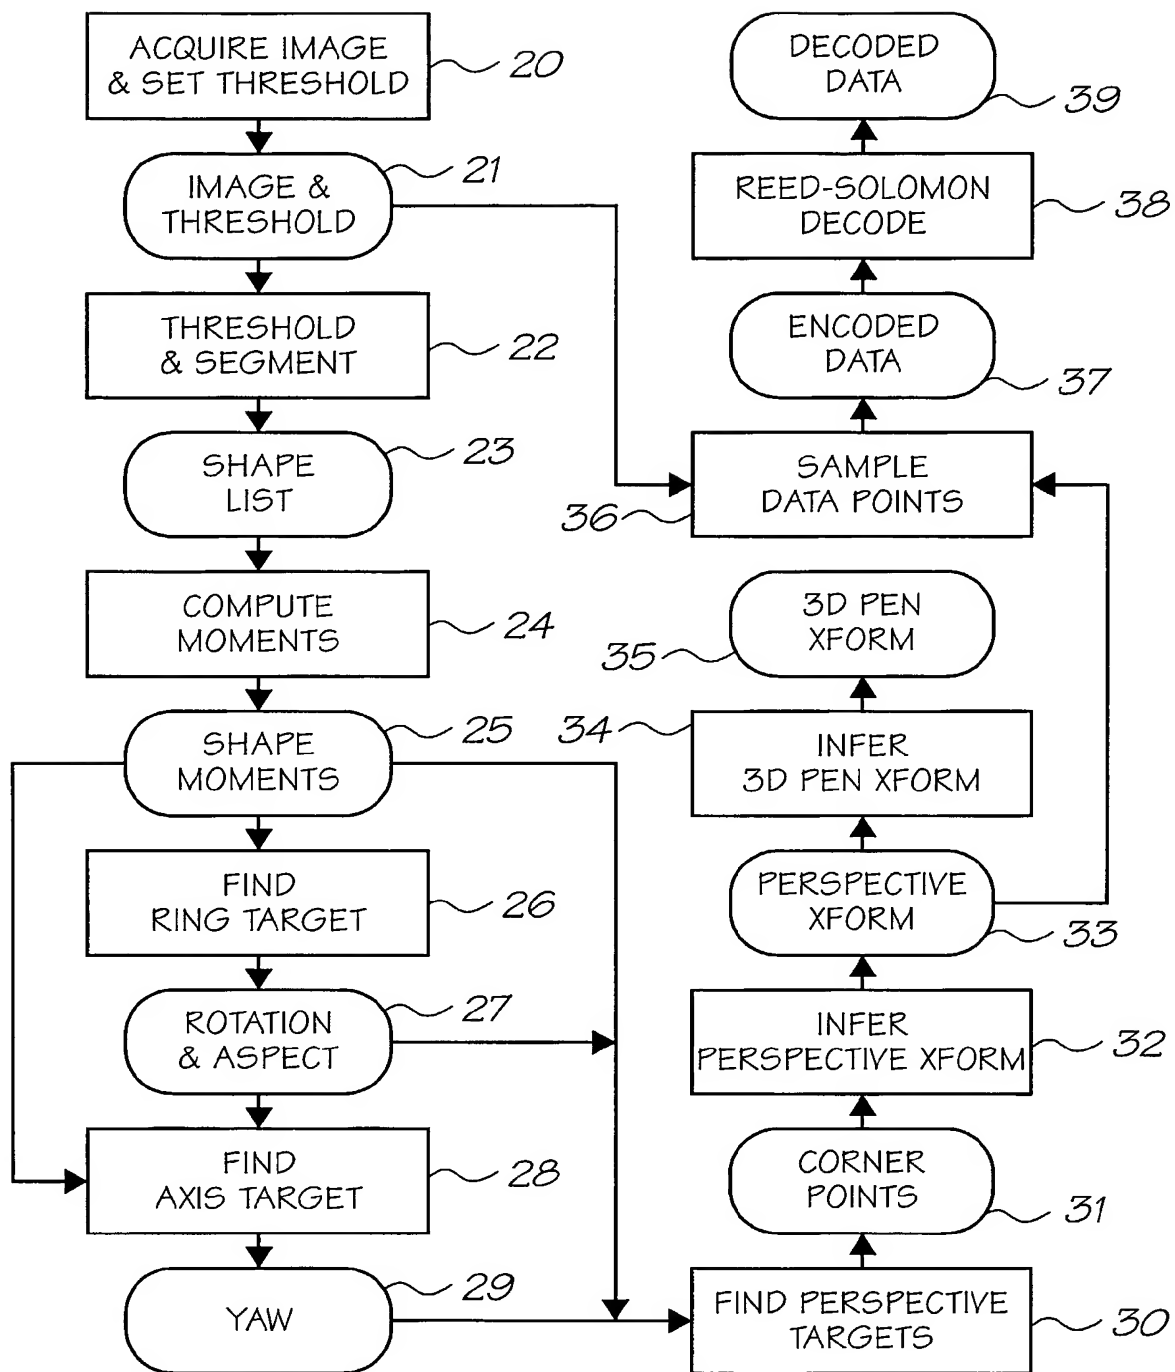 ACQUIRE IMAGE
& SET THRESHOLD
20
IMAGE &
THRESHOLD
21
THRESHOLD
& SEGMENT
22
SHAPE
LIST
23
COMPUTE
MOMENTS
24
SHAPE
MOMENTS
25
FIND
RING TARGET
26
ROTATION
& ASPECT
27
FIND
AXIS TARGET
28
YAW
29
DECODED
DATA
39
REED-SOLOMON
DECODE
38
ENCODED
DATA
37
SAMPLE
DATA POINTS
36
3D PEN
XFORM
35
34
INFER
3D PEN XFORM
PERSPECTIVE
XFORM
33
INFER
PERSPECTIVE XFORM
32
CORNER
POINTS
31
FIND PERSPECTIVE
TARGETS
30